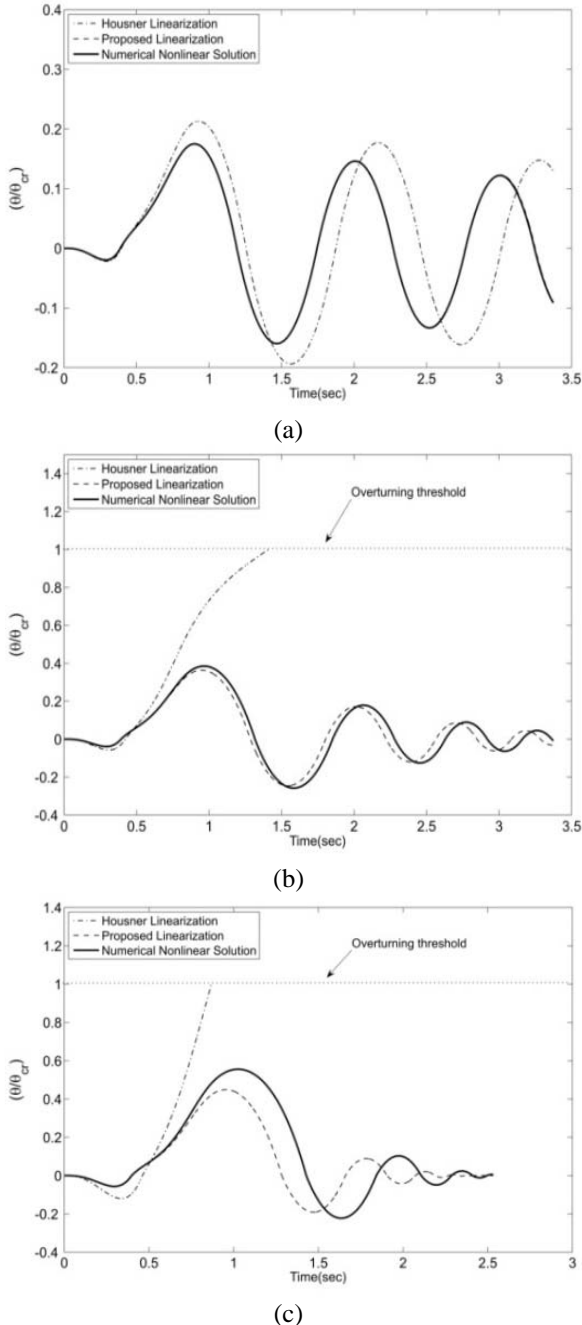 0.4
Housner Linearization
Proposed Linearization
Numerical Nonlinear Solution
0.3
0.2
0.1
0
-0.1
-0.2
(θ/θcr)
0 0.5 1 1.5 2 2.5 3 3.5
Time(sec)
(a)
1.4
Housner Linearization
Proposed Linearization
Numerical Nonlinear Solution
1.2
Overturning threshold
1
0.8
0.6
0.4
0.2
0
-0.2
-0.4
(θ/θcr)
0 0.5 1 1.5 2 2.5 3 3.5
Time(sec)
(b)
1.4
Housner Linearization
Proposed Linearization
Numerical Nonlinear Solution
1.2
Overturning threshold
1
0.8
0.6
0.4
0.2
0
-0.2
-0.4
(θ/θcr)
0 0.5 1 1.5 2 2.5 3
Time(sec)
(c)